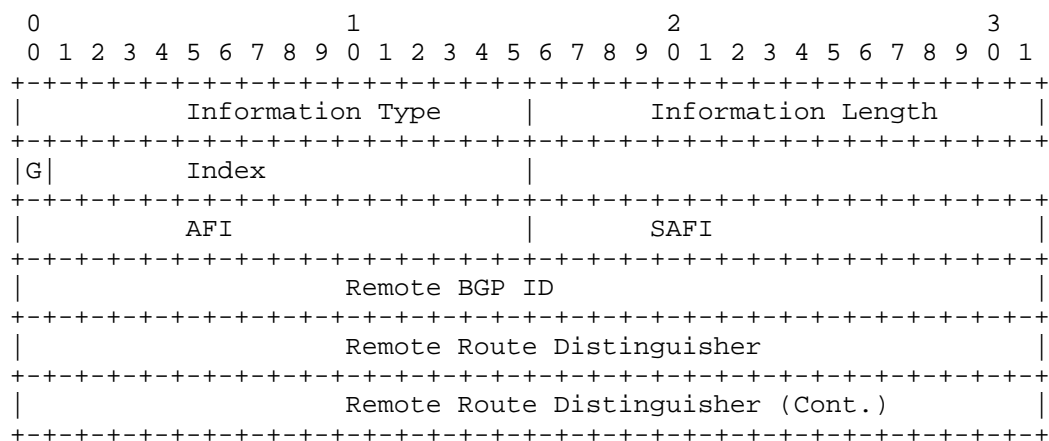 0                   1                   2                   3
 0 1 2 3 4 5 6 7 8 9 0 1 2 3 4 5 6 7 8 9 0 1 2 3 4 5 6 7 8 9 0 1
+-+-+-+-+-+-+-+-+-+-+-+-+-+-+-+-+-+-+-+-+-+-+-+-+-+-+-+-+-+-+-+-+
|          Information Type     |       Information Length      |
+-+-+-+-+-+-+-+-+-+-+-+-+-+-+-+-+-+-+-+-+-+-+-+-+-+-+-+-+-+-+-+-+
|G|        Index                |
+-+-+-+-+-+-+-+-+-+-+-+-+-+-+-+-+-+-+-+-+-+-+-+-+-+-+-+-+-+-+-+-+
|          AFI                  |       SAFI                    |
+-+-+-+-+-+-+-+-+-+-+-+-+-+-+-+-+-+-+-+-+-+-+-+-+-+-+-+-+-+-+-+-+
|                    Remote BGP ID                              |
+-+-+-+-+-+-+-+-+-+-+-+-+-+-+-+-+-+-+-+-+-+-+-+-+-+-+-+-+-+-+-+-+
|                    Remote Route Distinguisher                 |
+-+-+-+-+-+-+-+-+-+-+-+-+-+-+-+-+-+-+-+-+-+-+-+-+-+-+-+-+-+-+-+-+
|                    Remote Route Distinguisher (Cont.)         |
+-+-+-+-+-+-+-+-+-+-+-+-+-+-+-+-+-+-+-+-+-+-+-+-+-+-+-+-+-+-+-+-+